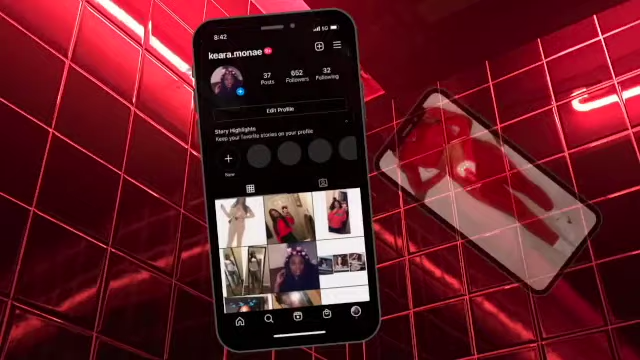 8:42
5G
keara.monae
37
652
32
Posts
Followers
Following
Edit Profile
Story Highlights
Keep your favorite stories on your profile
New